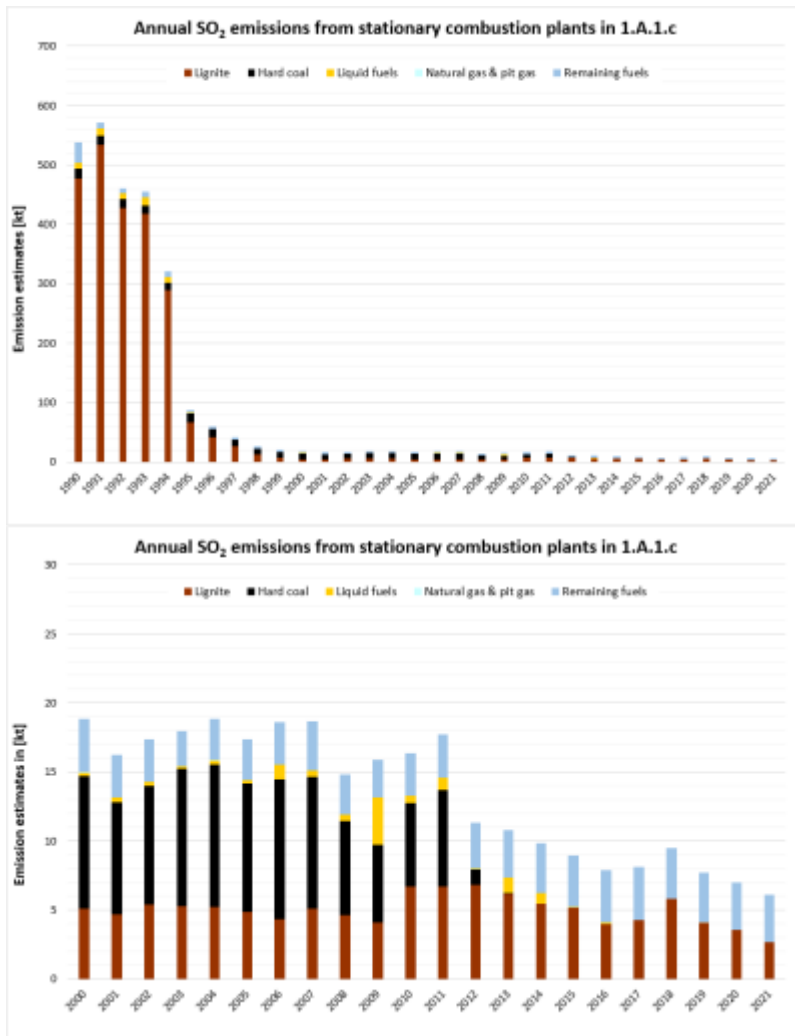 Annual SO₂ emissions from stationary combustion plants in 1.A.1.c
700
Lignite Hard coal Liquid fuels Natural gas & pit gas Remaining fuels
600
500
400
300
200
100
0
Emission estimates [kt]
1990 1991 1992 1993 1994 1995 1996 1997 1998 1999 2000 2001 2002 2003 2004 2005 2006 2007 2008 2009 2010 2011 2012 2013 2014 2015 2016 2017 2018 2019 2020 2021
Annual SO₂ emissions from stationary combustion plants in 1.A.1.c
30
Lignite Hard coal Liquid fuels Natural gas & pit gas Remaining fuels
25
20
15
10
5
0
Emission estimates in [kt]
2000 2001 2002 2003 2004 2005 2006 2007 2008 2009 2010 2011 2012 2013 2014 2015 2016 2017 2018 2019 2020 2021